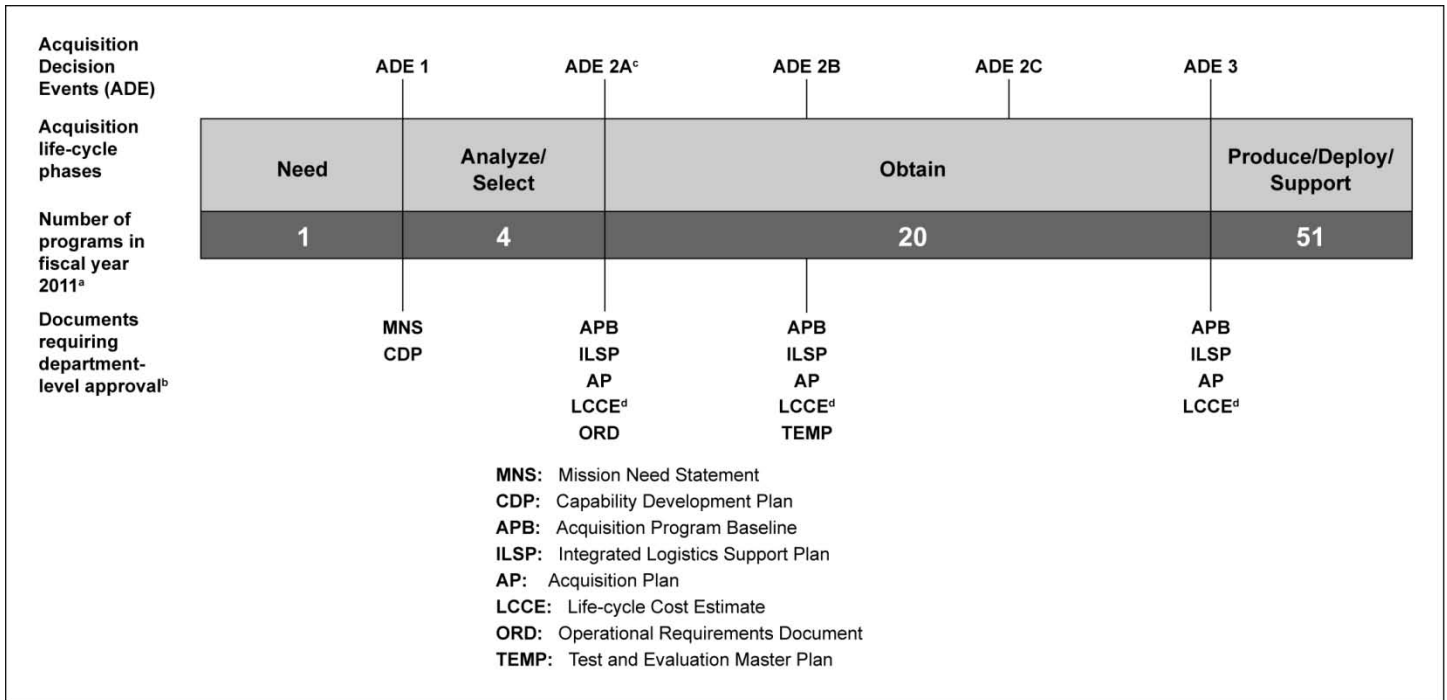 Acquisition
Decision
Events (ADE)
ADE 1
ADE 2Aᶜ
ADE 2B
ADE 2C
ADE 3
Acquisition
life-cycle
phases
Need
Analyze/
Select
Obtain
Produce/Deploy/
Support
Number of
programs in
fiscal year
2011ᵃ
1
4
20
51
Documents
requiring
department-
level approvalᵇ
MNS
CDP
APB
ILSP
AP
LCCEᵈ
ORD
APB
ILSP
AP
LCCEᵈ
TEMP
APB
ILSP
AP
LCCEᵈ
MNS: Mission Need Statement
CDP: Capability Development Plan
APB: Acquisition Program Baseline
ILSP: Integrated Logistics Support Plan
AP: Acquisition Plan
LCCE: Life-cycle Cost Estimate
ORD: Operational Requirements Document
TEMP: Test and Evaluation Master Plan